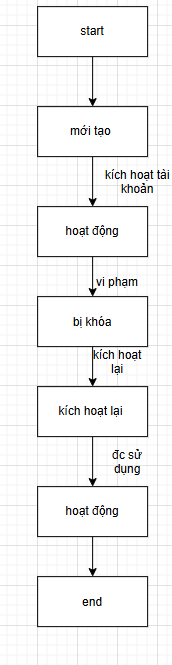 start
mới tạo
kích hoạt tài
khoản
hoạt động
vi phạm
bị khóa
kích hoạt
lại
kích hoạt lại
đc sử
dụng
hoạt động
end